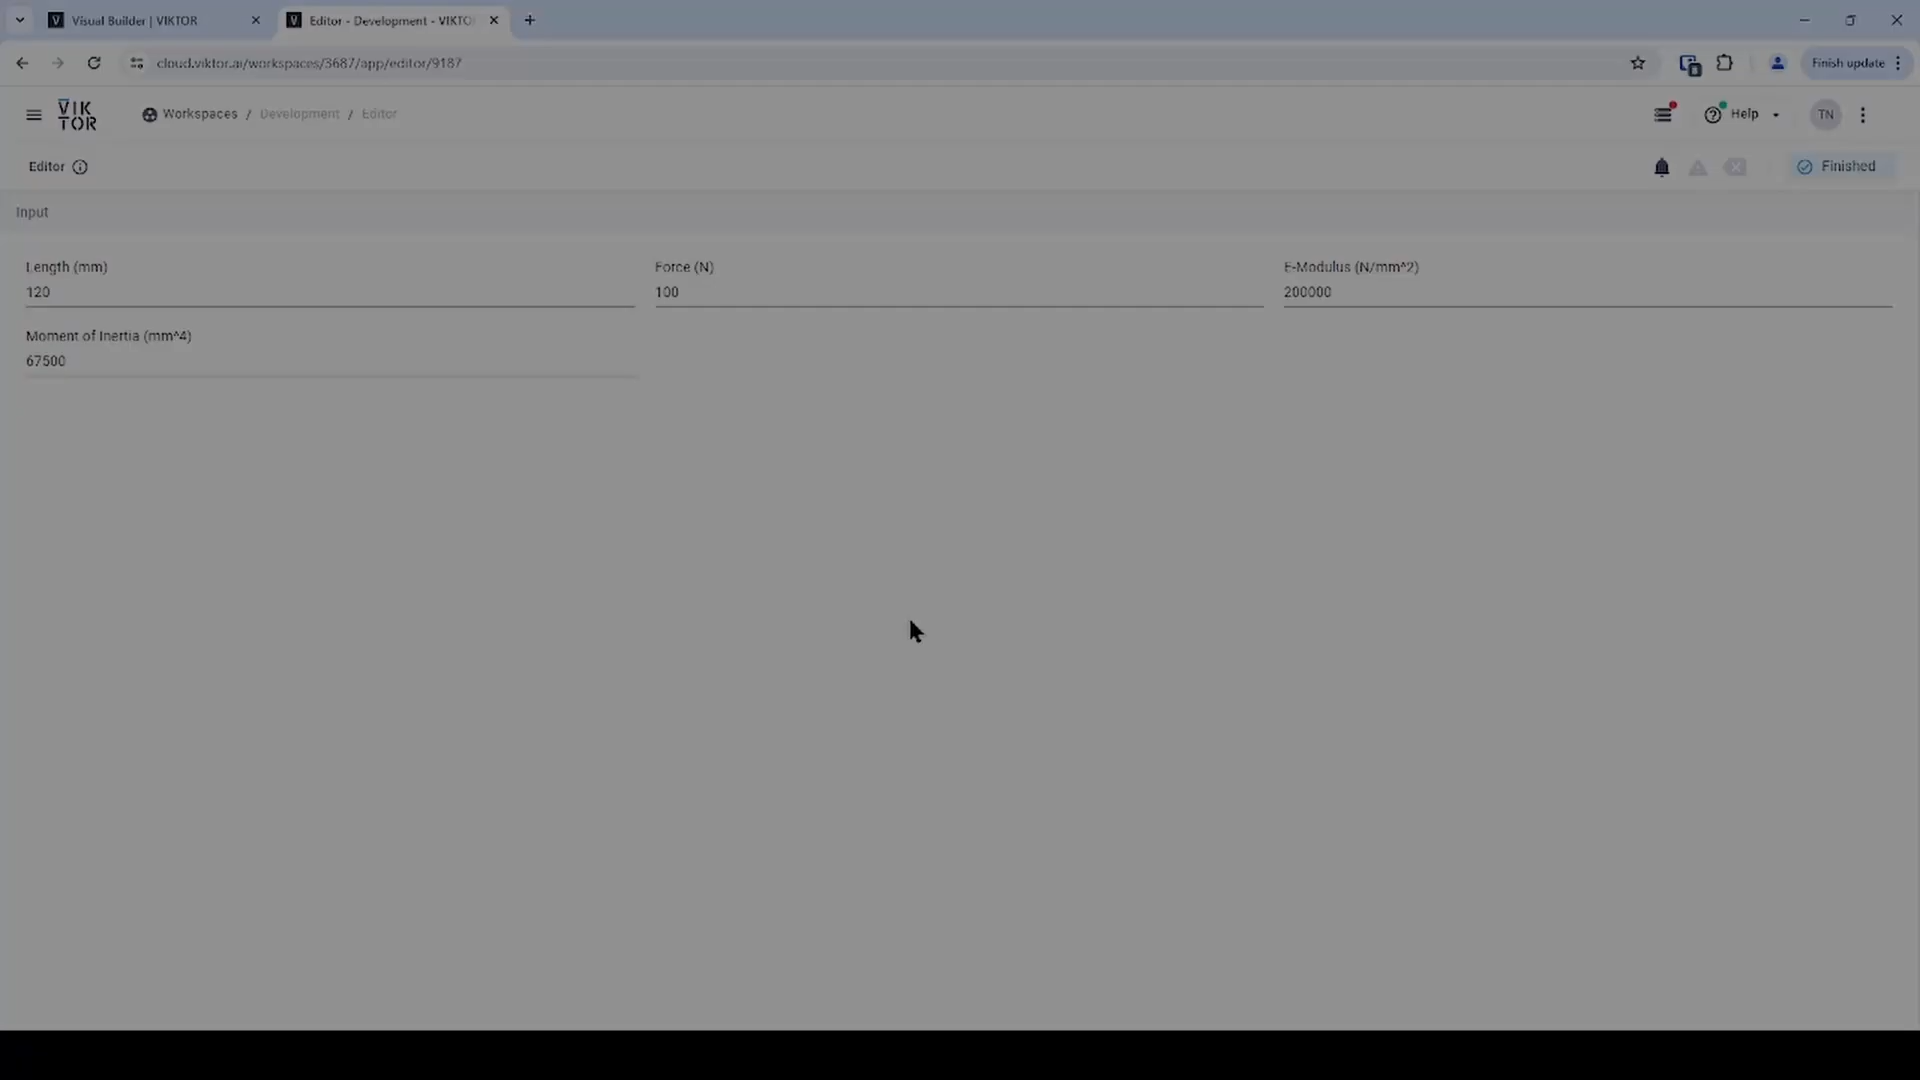 Visual Builder | VIKTOR
Editor - Development - VIKTO
cloud.viktor.ai/workspaces/3687/app/editor/9187
Finish update
VIK
TOR
Workspaces / Development / Editor
Help
TN
Editor
Finished
Input
Length (mm)
120
Force (N)
100
E-Modulus (N/mm^2)
200000
Moment of Inertia (mm^4)
67500